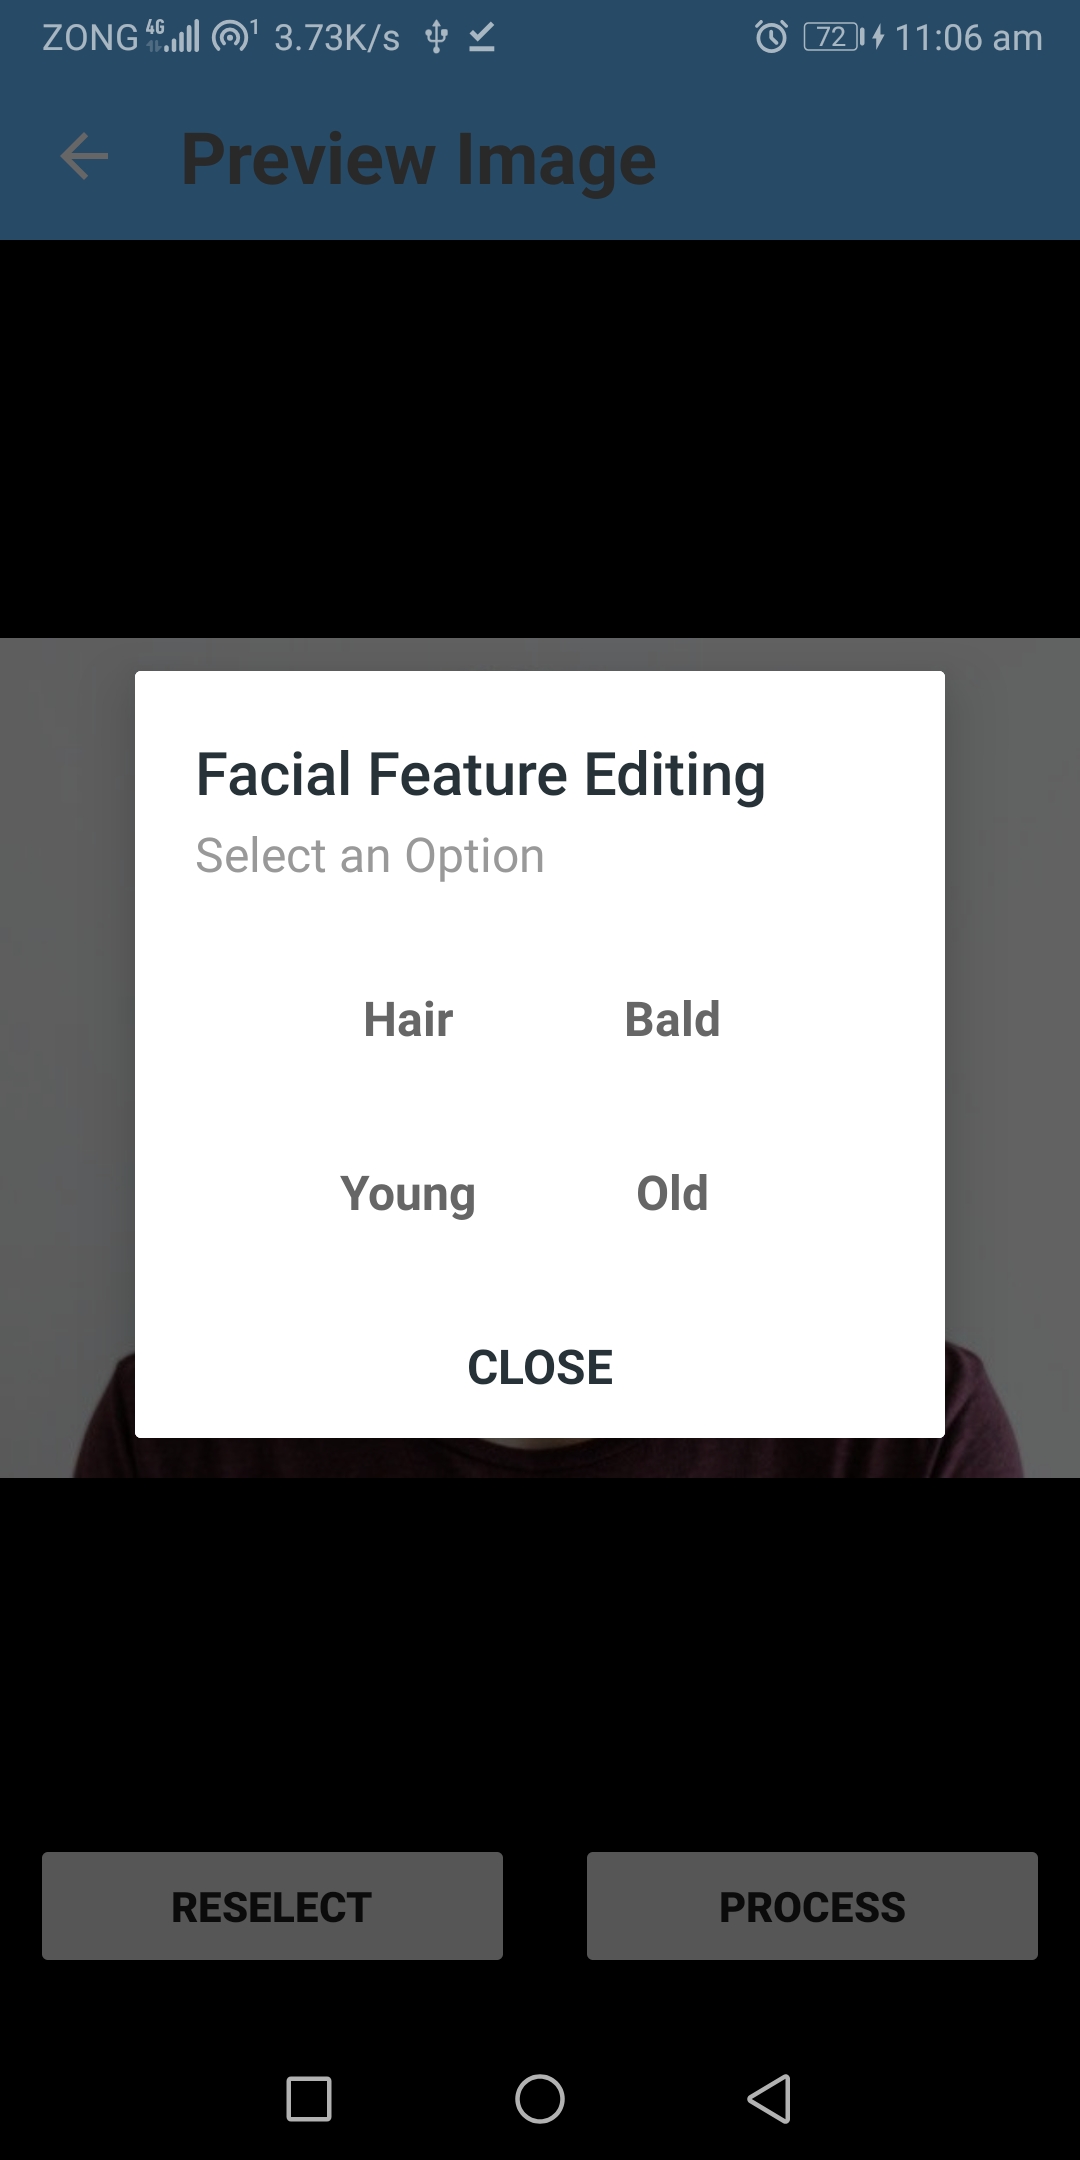 ZONG 4G 1 3.73K/s 72 11:06 am
Preview Image
Facial Feature Editing
Select an Option
Hair Bald
Young Old
CLOSE
RESELECT PROCESS